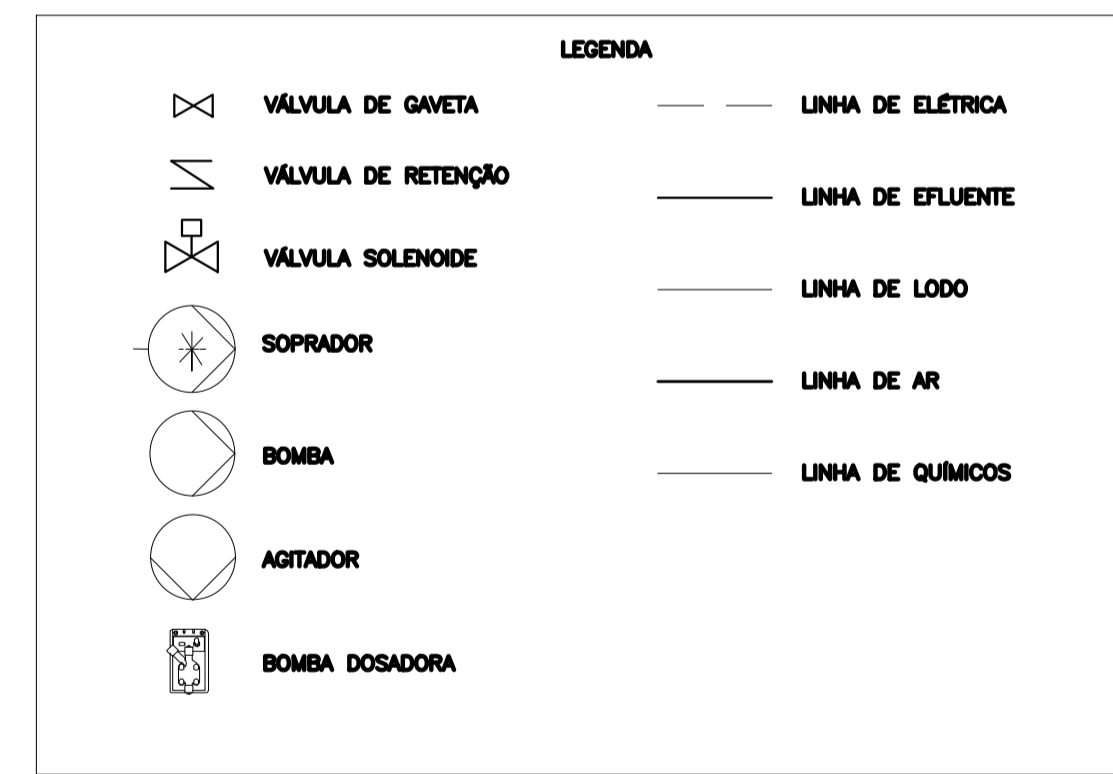 LEGENDA
VÁLVULA DE GAVETA
VÁLVULA DE RETENÇÃO
VÁLVULA SOLENOIDE
SOPRADOR
BOMBA
AGITADOR
BOMBA DOSADORA
LINHA DE ELÉTRICA
LINHA DE EFLUENTE
LINHA DE LODO
LINHA DE AR
LINHA DE QUÍMICOS